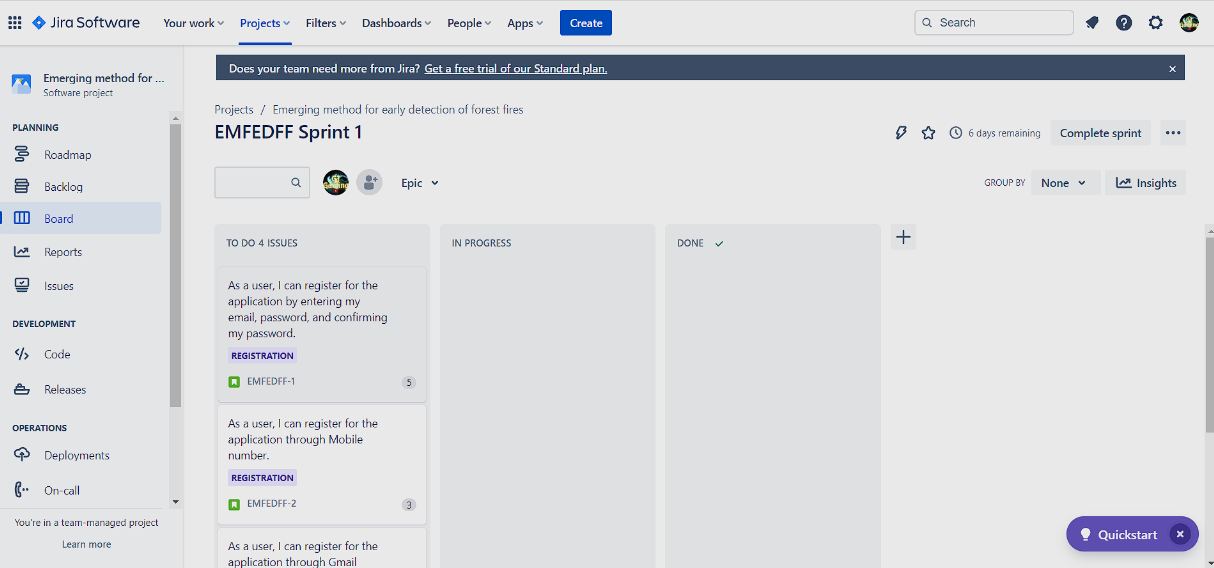 Jira Software
Your work
Projects
Filters
Dashboards
People
Apps
Create
Search
Emerging method for ...
Software project
PLANNING
Roadmap
Backlog
Board
Reports
Issues
DEVELOPMENT
Code
Releases
OPERATIONS
Deployments
On-call
You're in a team-managed project
Learn more
Does your team need more from Jira? Get a free trial of our Standard plan.
Projects / Emerging method for early detection of forest fires
EMFEDFF Sprint 1
6 days remaining
Complete sprint
Epic
GROUP BY
None
Insights
TO DO 4 ISSUES
As a user, I can register for the
application by entering my
email, password, and confirming
my password.
REGISTRATION
EMFEDFF-1
5
As a user, I can register for the
application through Mobile
number.
REGISTRATION
EMFEDFF-2
3
As a user, I can register for the
application through Gmail
IN PROGRESS
DONE
Quickstart